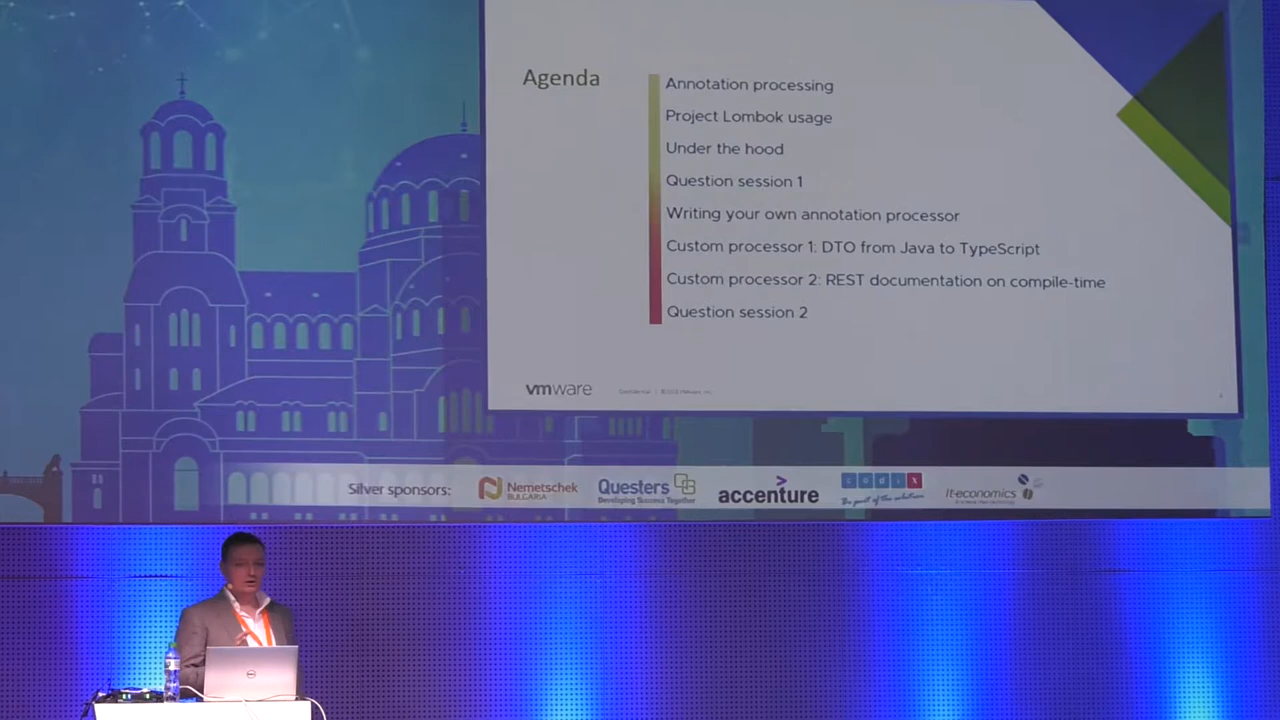 Agenda
Annotation processing
Project Lombok usage
Under the hood
Question session 1
Writing your own annotation processor
Custom processor 1: DTO from Java to TypeScript
Custom processor 2: REST documentation on compile-time
Question session 2
vmware
Silver sponsors:
Nemetschek
BULGARIA
Questers
Developing Success Together
accenture
It-economics
DELL